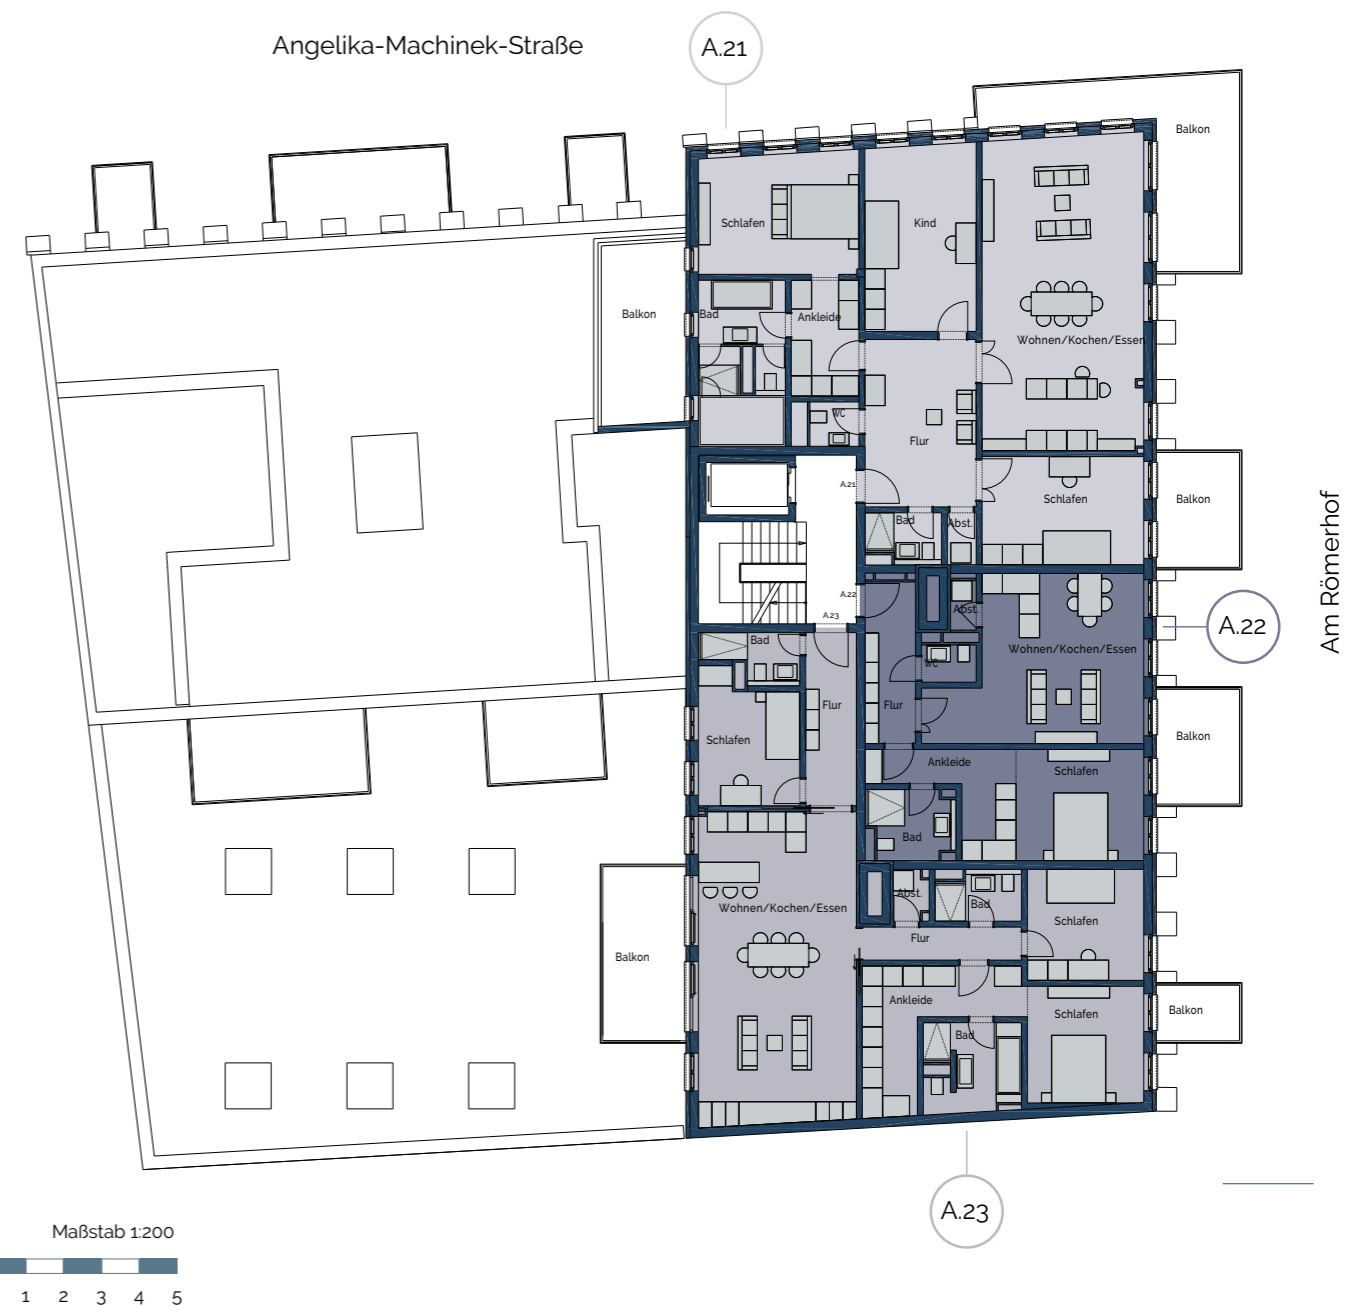 Angelika-Machinek-Straße
A.21
Balkon
Schlafen
Kind
Balkon
Bad
Ankleide
Wohnen/Kochen/Essen
WC
Flur
A.21
Schlafen
Balkon
Bad
Abst.
Am Römerhof
A.22
A.22
A.23
Abst.
Bad
Wohnen/Kochen/Essen
WC
Flur
Flur
Schlafen
Balkon
Ankleide
Schlafen
Bad
Abst.
Bad
Wohnen/Kochen/Essen
Schlafen
Flur
Balkon
Ankleide
Schlafen
Balkon
Bad
A.23
Maßstab 1:200
1 2 3 4 5